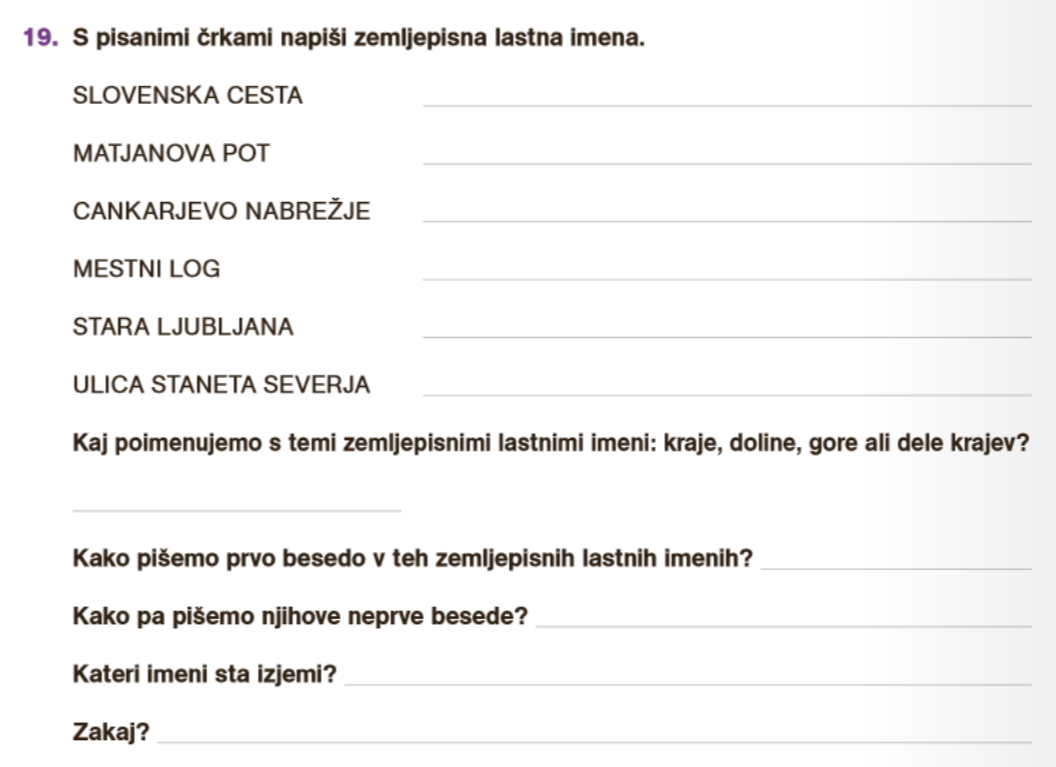 19. S pisanimi črkami napiši zemljepisna lastna imena.
SLOVENSKA CESTA
MATJANOVA POT
CANKARJEVO NABREŽJE
MESTNI LOG
STARA LJUBLJANA
ULICA STANETA SEVERJA
Kaj poimenujemo s temi zemljepisnimi lastnimi imeni: kraje, doline, gore ali dele krajev?
Kako pišemo prvo besedo v teh zemljepisnih lastnih imenih?
Kako pa pišemo njihove neprve besede?
Kateri imeni sta izjemi?
Zakaj?